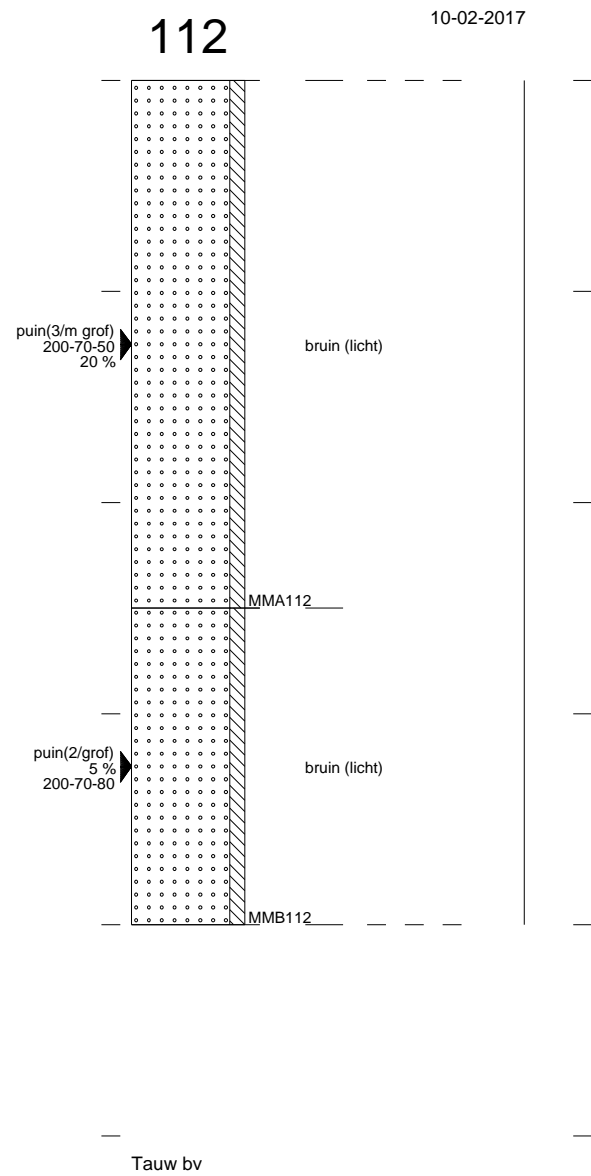 112
10-02-2017
puin(3/m grof)
200-70-50
20 %
bruin (licht)
MMA112
puin(2/grof)
5 %
200-70-80
bruin (licht)
MMB112
Tauw bv